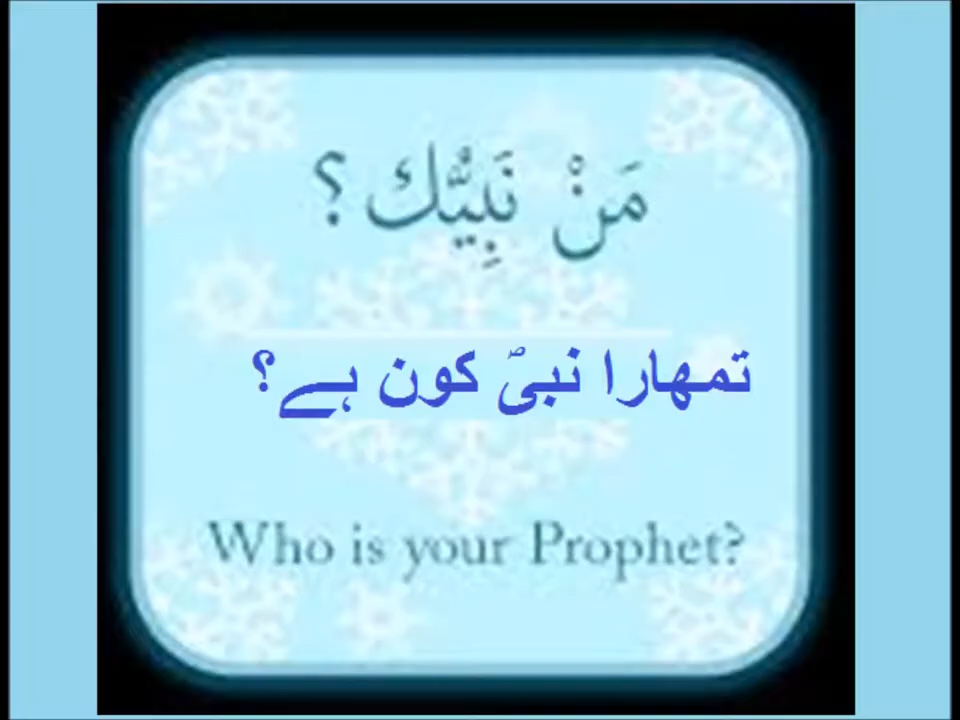 مَنْ نَبِيُّك ؟
تمھارا نبیؐ کون ہے؟
Who is your Prophet?